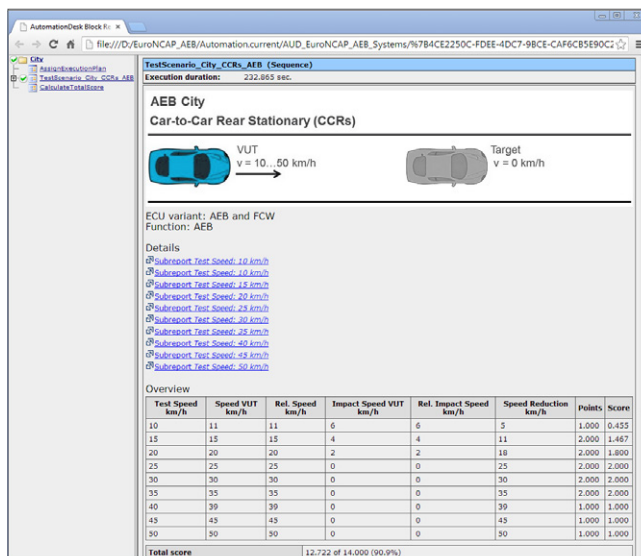 AutomationDesk Block Re
file:///D:/EuroNCAP_AEB/Automation.current/AUD_EuroNCAP_AEB_Systems/%7B4CE2250C-FDEE-4DC7-9BCE-CAF6CB5E90C2
City
AssignExecutionPlan
TestScenario_City_CCRs_AEB
CalculateTotalScore
TestScenario_City_CCRs_AEB (Sequence)
Execution duration: 232.865 sec.
AEB City
Car-to-Car Rear Stationary (CCRs)
VUT
v = 10...50 km/h
Target
v = 0 km/h
ECU variant: AEB and FCW
Function: AEB
Details
Subreport Test Speed: 10 km/h
Subreport Test Speed: 10 km/h
Subreport Test Speed: 15 km/h
Subreport Test Speed: 20 km/h
Subreport Test Speed: 25 km/h
Subreport Test Speed: 30 km/h
Subreport Test Speed: 35 km/h
Subreport Test Speed: 40 km/h
Subreport Test Speed: 45 km/h
Subreport Test Speed: 50 km/h
Overview
Test Speed km/h Speed VUT km/h Rel. Speed km/h Impact Speed VUT km/h Rel. Impact Speed km/h Speed Reduction km/h Points Score
10 11 11 6 6 5 1.000 0.455
15 15 15 4 4 11 2.000 1.467
20 20 20 2 2 18 2.000 1.800
25 25 25 0 0 25 2.000 2.000
30 30 30 0 0 30 2.000 2.000
35 35 35 0 0 35 2.000 2.000
40 39 39 0 0 39 1.000 1.000
45 45 45 0 0 45 1.000 1.000
50 50 50 0 0 50 1.000 1.000
Total score 12.722 of 14.000 (90.9%)